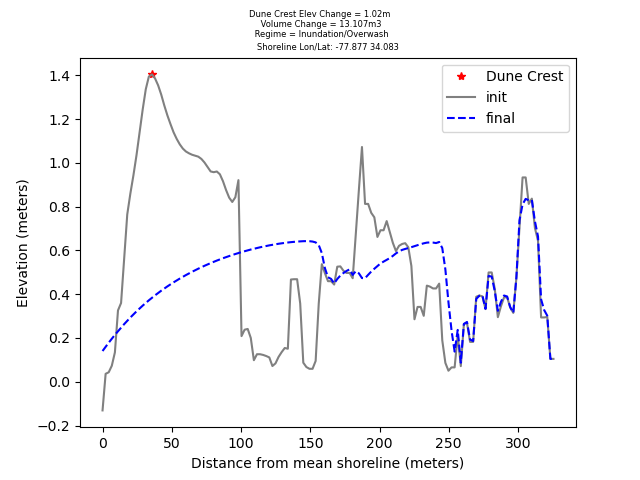 Dune Crest Elev Change = 1.02m
Volume Change = 13.107m3
Regime = Inundation/Overwash
Shoreline Lon/Lat: -77.877 34.083
Dune Crest
init
final
1.4
1.2
1.0
0.8
0.6
0.4
0.2
0.0
−0.2
Elevation (meters)
0 50 100 150 200 250 300
Distance from mean shoreline (meters)